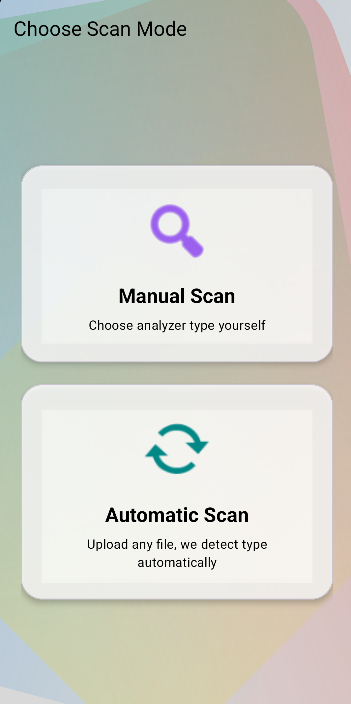 Choose Scan Mode
Manual Scan
Choose analyzer type yourself
Automatic Scan
Upload any file, we detect type
automatically